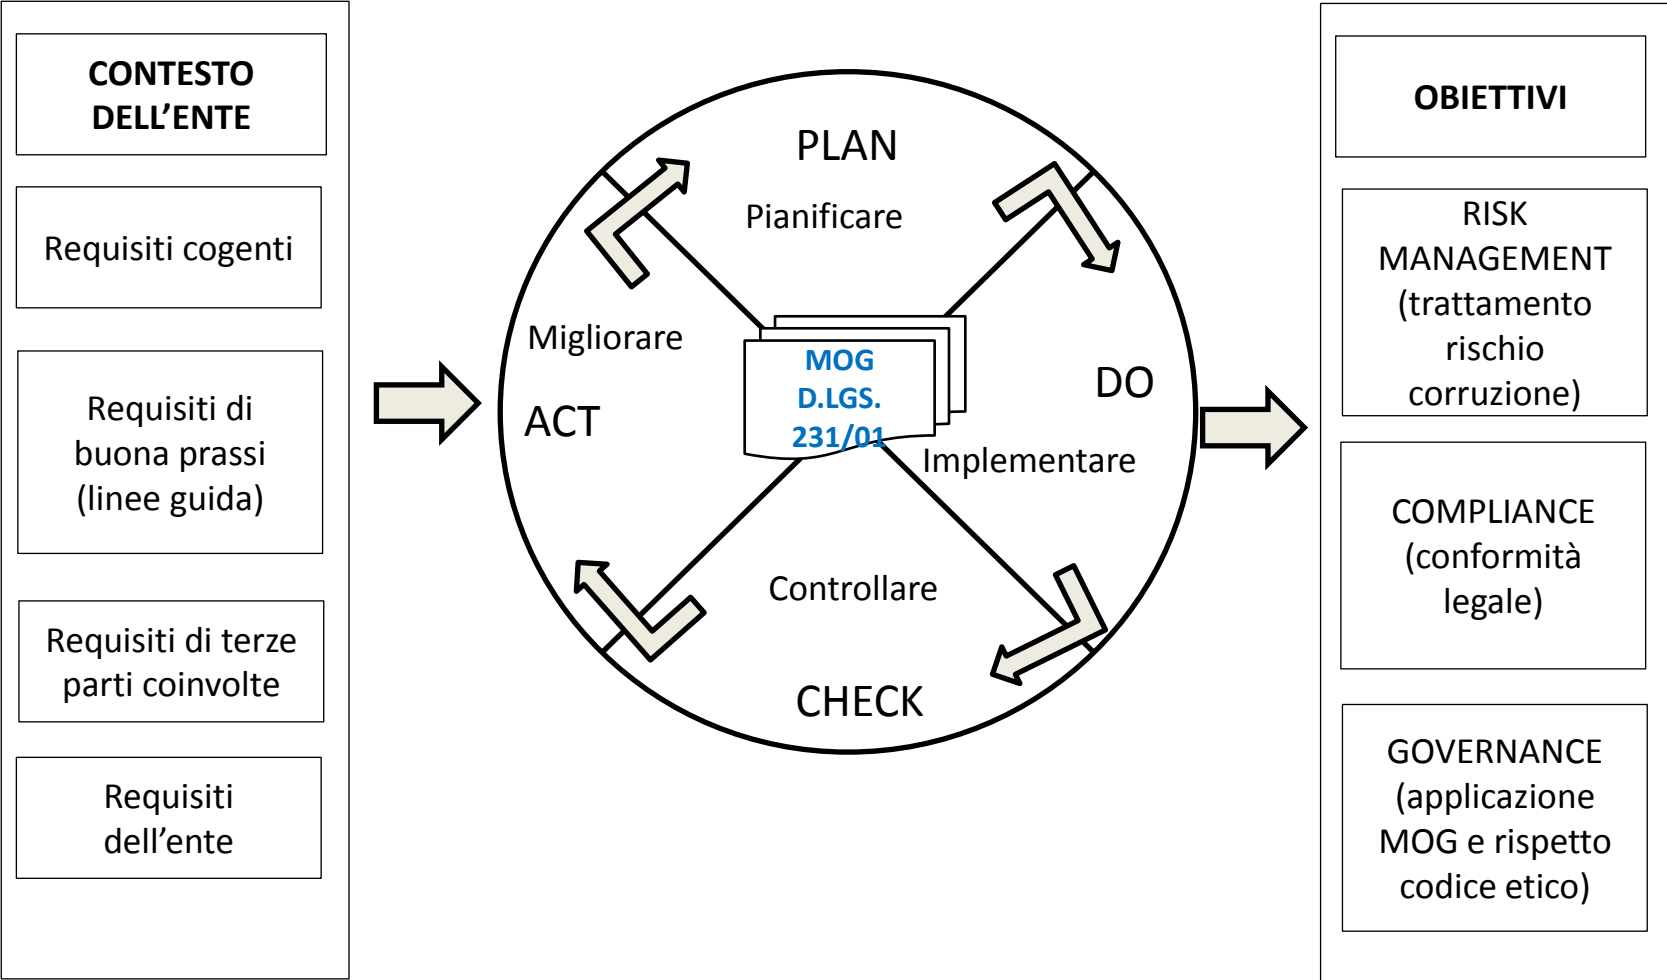 CONTESTO
DELL’ENTE
Requisiti cogenti
Requisiti di
buona prassi
(linee guida)
Requisiti di terze
parti coinvolte
Requisiti
dell’ente
PLAN
Pianificare
Migliorare
ACT
MOG
D.LGS.
231/01
DO
Implementare
Controllare
CHECK
OBIETTIVI
RISK
MANAGEMENT
(trattamento
rischio
corruzione)
COMPLIANCE
(conformità
legale)
GOVERNANCE
(applicazione
MOG e rispetto
codice etico)